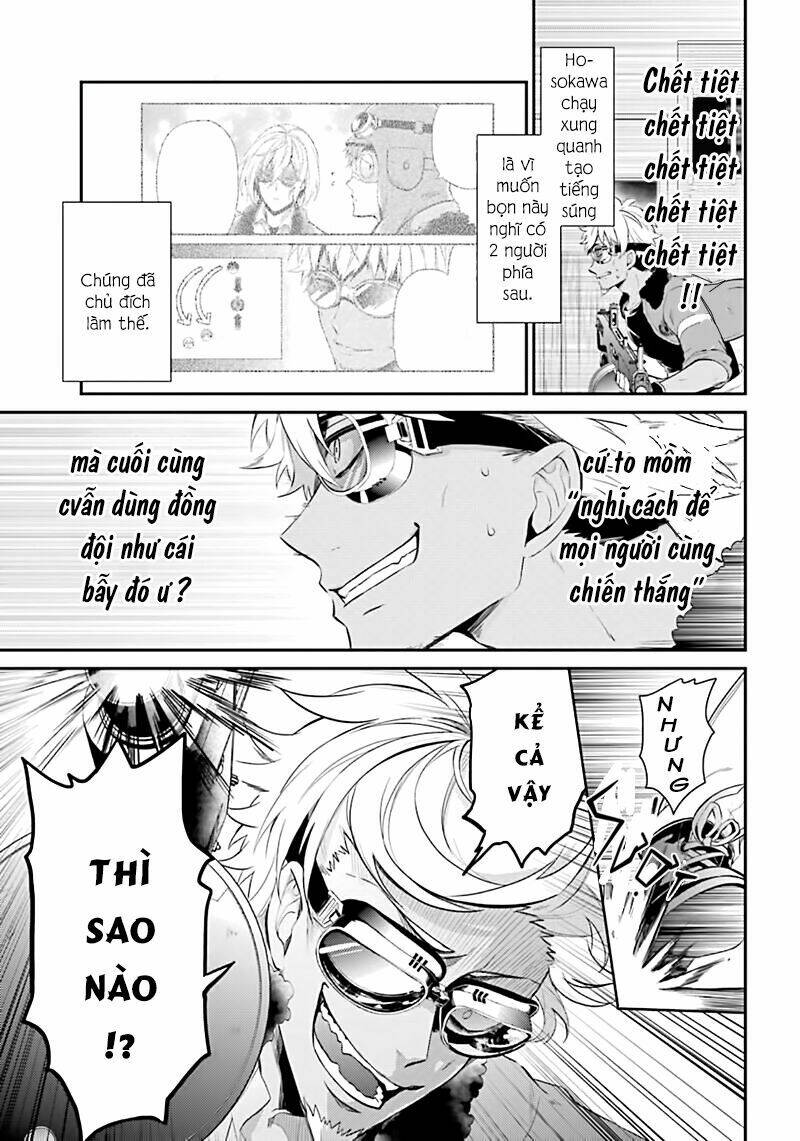 Chết tiệt
chết tiệt
chết tiệt
chết tiệt
chết tiệt
!!
Ho-
sokawa
chạy
xung
quanh
tạo
tiếng
súng
là vì
muốn
bọn này
nghĩ có
2 người
phía
sau.
Chúng đã
chủ đích
làm thế.
cứ to mồm
“nghĩ cách để
mọi người cùng
chiến thắng”
mà cuối cùng
cvẫn dùng đồng
đội như cái
bẫy đó ư?
NHƯNG
KỂ
CẢ
VẬY
THÌ
SAO
NÀO
!?